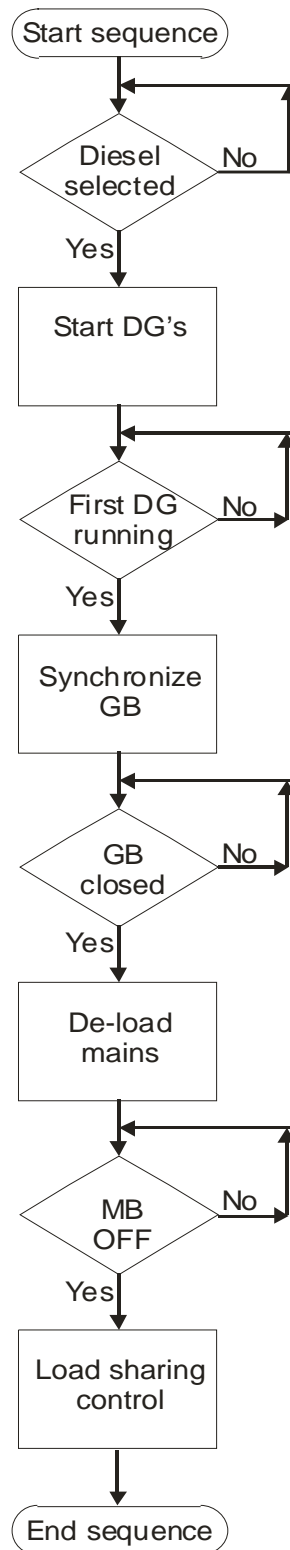 Start sequence
Diesel
selected
No
Yes
Start DG's
First DG
running
No
Yes
Synchronize
GB
GB
closed
No
Yes
De-load
mains
MB
OFF
No
Yes
Load sharing
control
End sequence